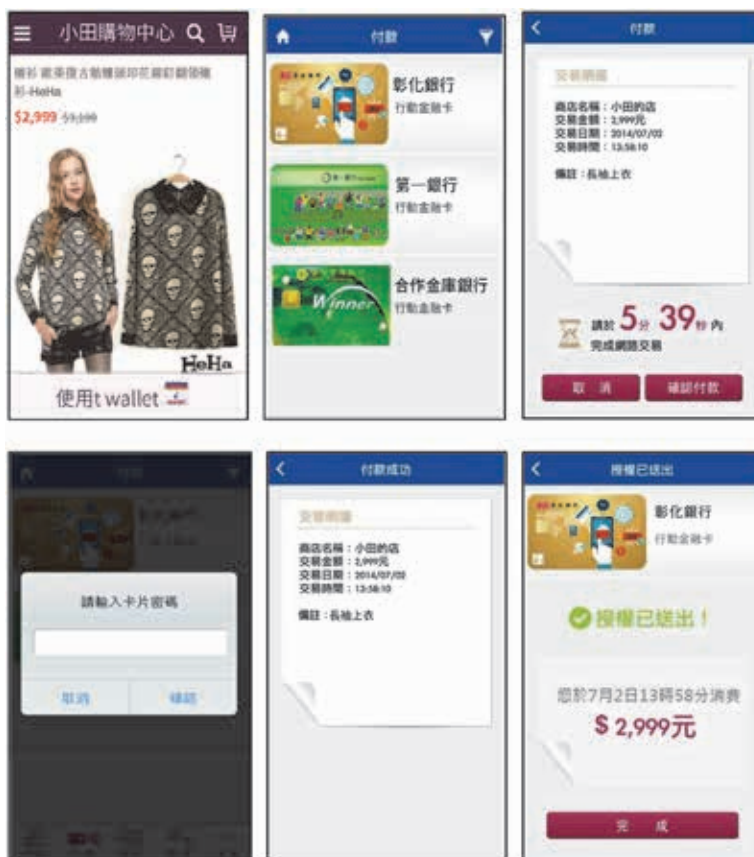 小田購物中心
$2,999 $3,199
HeHa
使用t wallet
付款
彰化銀行
行動金融卡
第一銀行
行動金融卡
Winner
合作金庫銀行
行動金融卡
付款
交易明細
商店名稱：小田的店
交易金額：2,999元
交易日期：2014/07/02
交易時間：13:58:10
備註：長袖上衣
請於 5分 39秒 內
完成網路交易
取 消
確認付款
請輸入卡片密碼
取消
確認
付款成功
交易明細
商店名稱：小田的店
交易金額：2,999元
交易日期：2014/07/02
交易時間：13:58:10
備註：長袖上衣
授權已送出
彰化銀行
行動金融卡
授權已送出！
您於7月2日13時58分消費
$ 2,999元
完 成